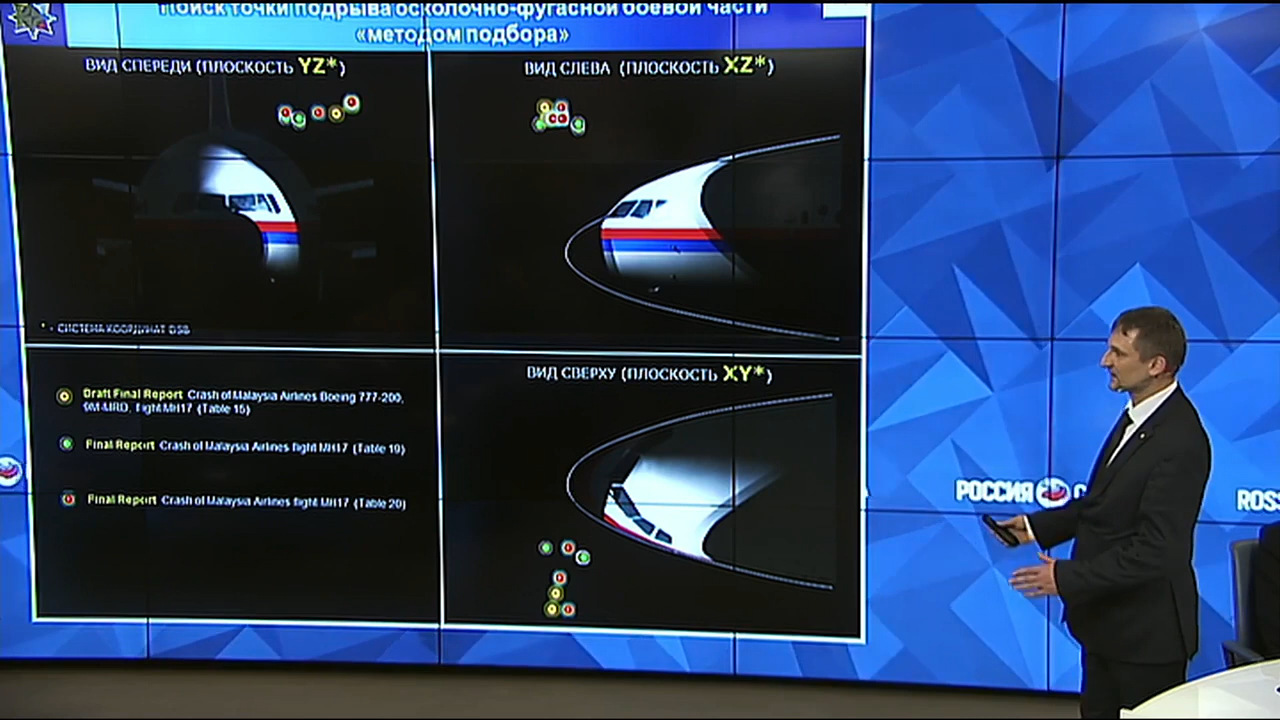 Поиск точки подрыва осколочно-фугасной боевой части
«методом подбора»
ВИД СПЕРЕДИ (ПЛОСКОСТЬ YZ*)
ВИД СЛЕВА (ПЛОСКОСТЬ XZ*)
* - СИСТЕМА КООРДИНАТ DSB
Draft Final Report Crash of Malaysia Airlines Boeing 777-200,
9M-MRD, flight MH17 (Table 15)
Final Report Crash of Malaysia Airlines flight MH17 (Table 19)
Final Report Crash of Malaysia Airlines flight MH17 (Table 20)
ВИД СВЕРХУ (ПЛОСКОСТЬ XY*)
РОССИЯ С
ROSS